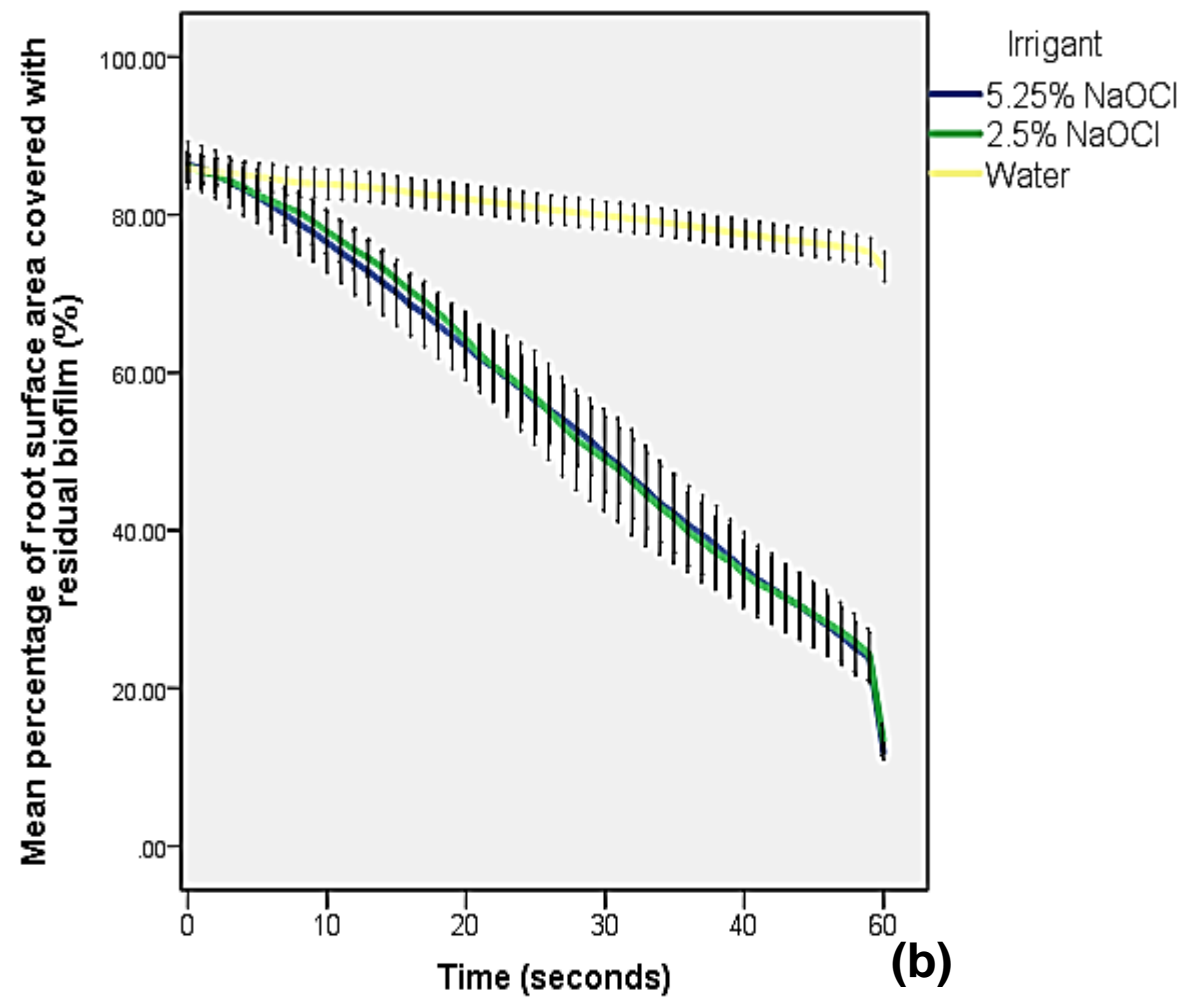 Mean percentage of root surface area covered with
residual biofilm (%)
100.00
80.00
60.00
40.00
20.00
.00
0 10 20 30 40 60
Time (seconds)
(b)
Irrigant
5.25% NaOCl
2.5% NaOCl
Water